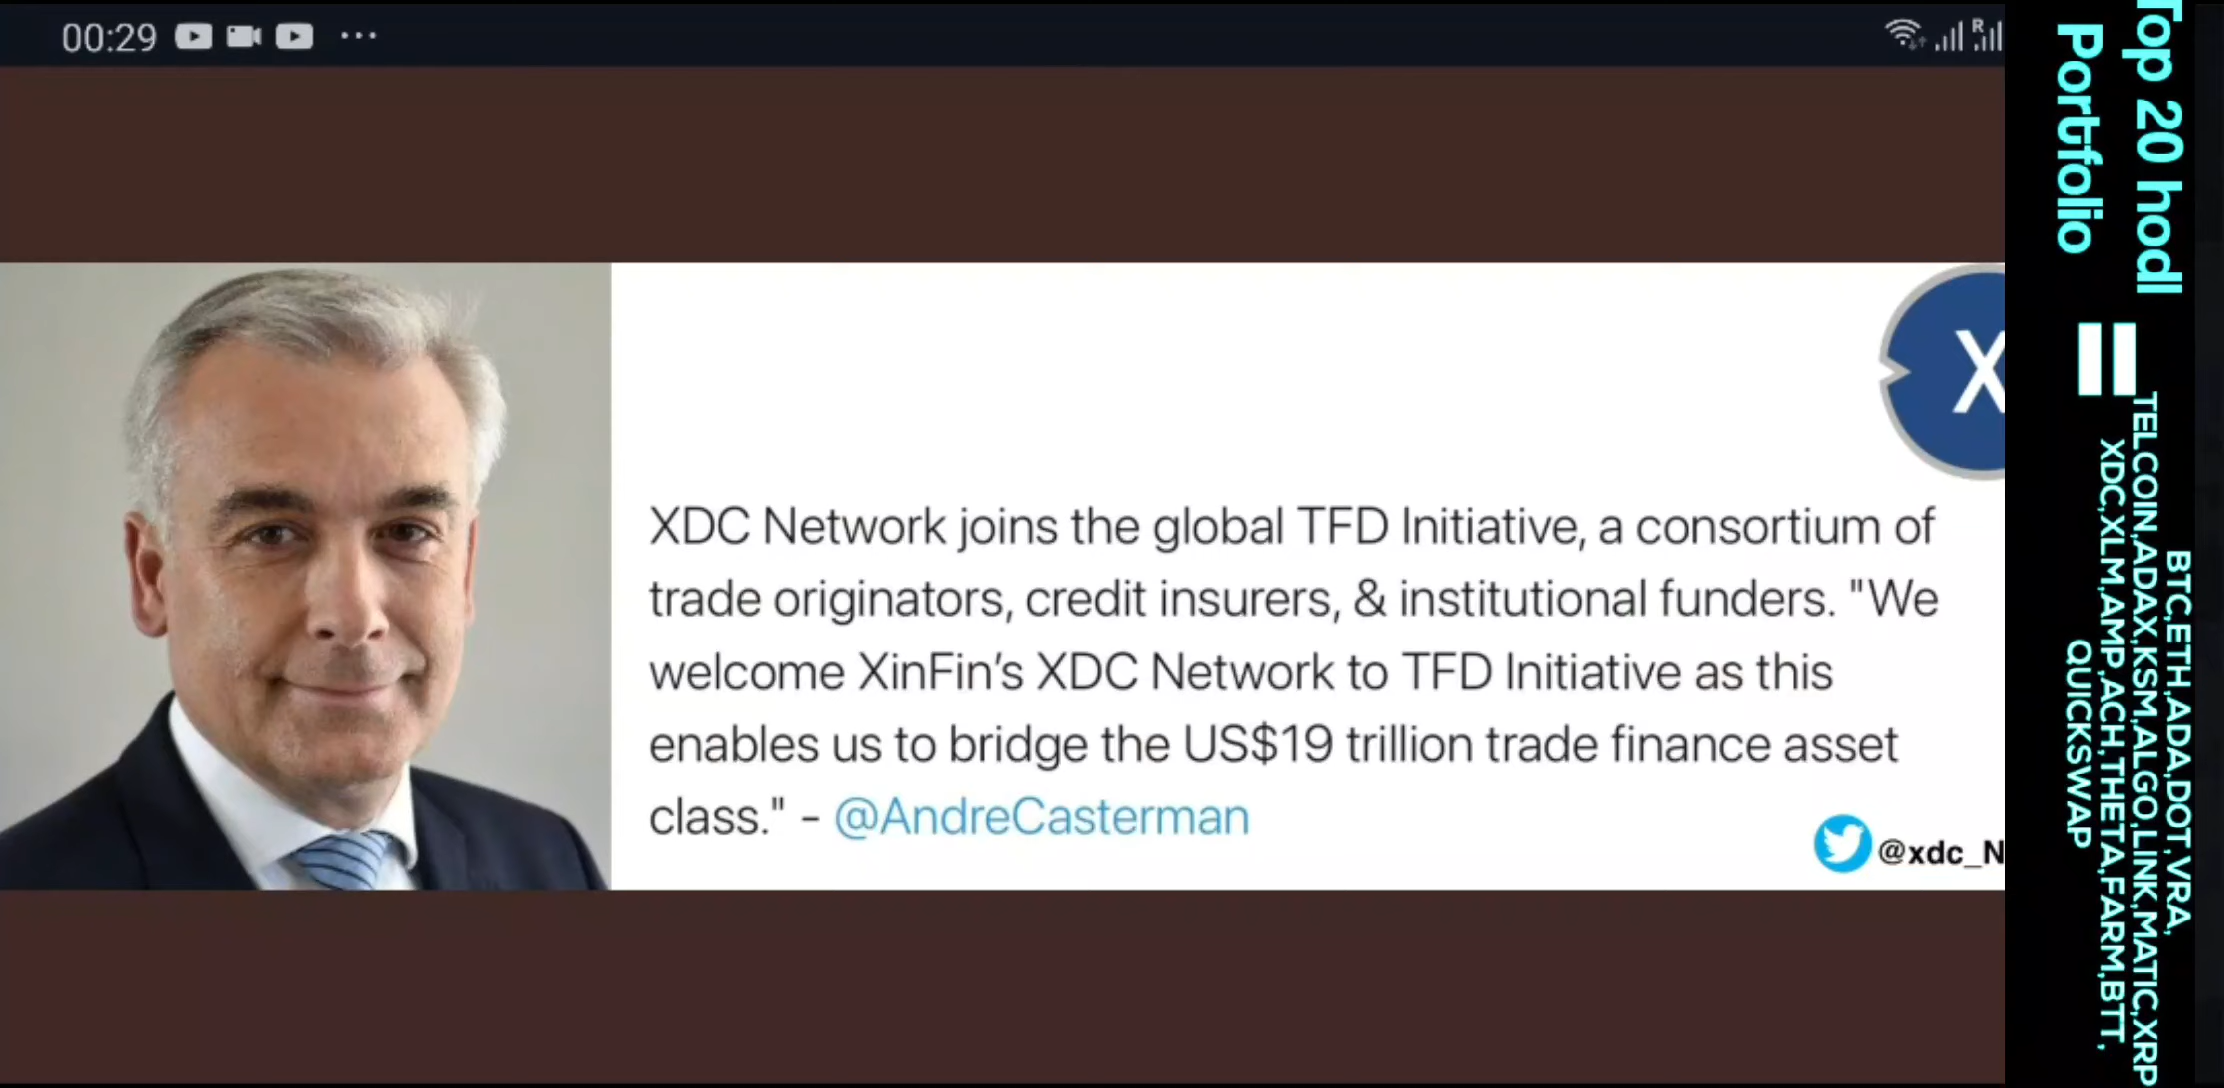 00:29
R
X
XDC Network joins the global TFD Initiative, a consortium of
trade originators, credit insurers, & institutional funders. "We
welcome XinFin's XDC Network to TFD Initiative as this
enables us to bridge the US$19 trillion trade finance asset
class." - @AndreCasterman
@xdc_N
Top 20 hodl
Portfolio
BTC,ETH,ADA,DOT,VRA,
TELCOIN,ADAX,KSM,ALGO,LINK,MATIC,XRP
XDC,XLM,AMP,ACH,THETA,FARM,BTT,
QUICKSWAP